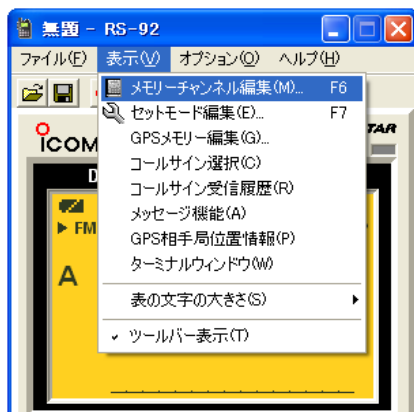 無題 - RS-92
ファイル(F) 表示(V) オプション(O) ヘルプ(H)
メモリーチャンネル編集(M)... F6
セットモード編集(E)... F7
GPSメモリー編集(G)...
コールサイン選択(C)
コールサイン受信履歴(R)
メッセージ機能(A)
GPS相手局位置情報(P)
ターミナルウィンドウ(W)
表の文字の大きさ(S)
ツールバー表示(T)
ICOM
TAR
D
FM
A